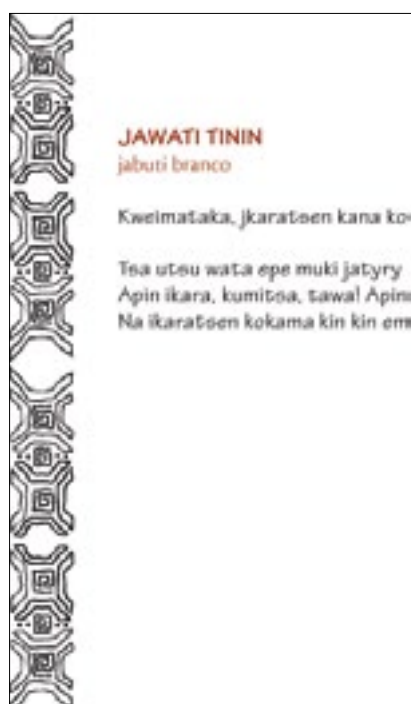 JAWATI TININ
jabuti branco
Kweimataka, jkaratsen kana
Tsa utsu wata epe muki jatyry
Apin ikara, kumitsa, tawa!
Na ikaratsen kokama kin kin